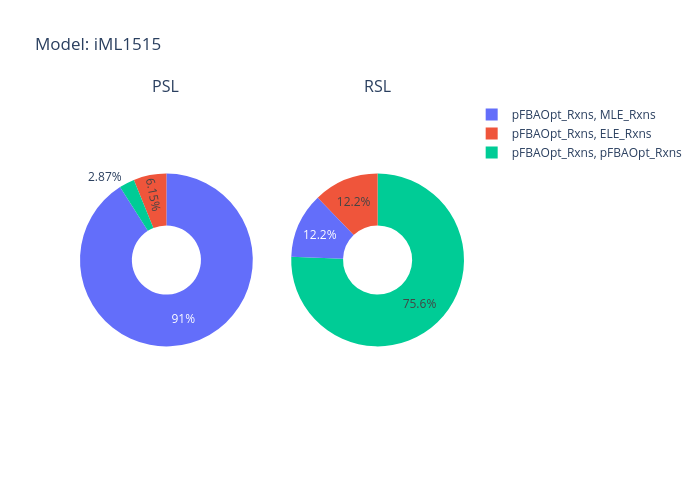 Model: iML1515
PSL
RSL
pFBAOpt_Rxns, MLE_Rxns
pFBAOpt_Rxns, ELE_Rxns
pFBAOpt_Rxns, pFBAOpt_Rxns
2.87%
6.15%
91%
12.2%
12.2%
75.6%